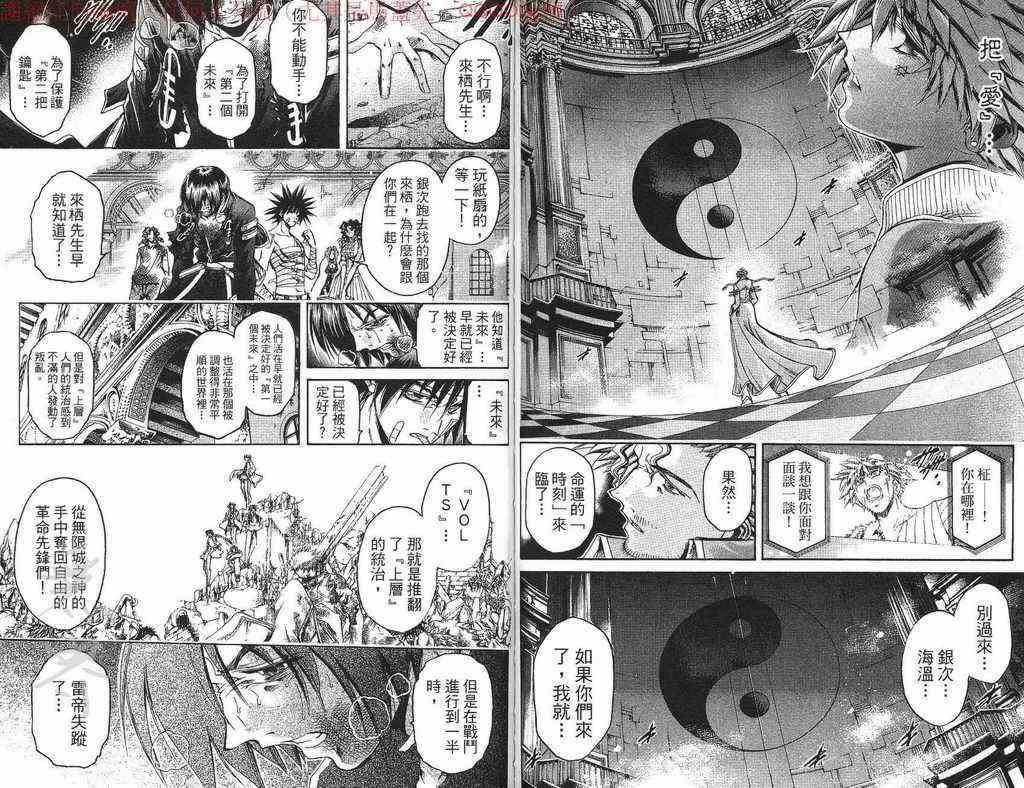 把『愛』…
柾——！
你在哪裡！
我想跟你面對
面談一談！
果然…
命運的「
時刻」來
臨了…
別過來…
銀次…
海溫…
如果你們來
了，我就…
不行啊…
來栖先生…
你不能動手…
為了打開
『第二個
未來』…
為了保護
『第二把
鑰匙』…
玩紙扇的，
等一下！
銀次跑去找的那個
來栖，為什麼會跟
你們在一起？
來栖先生早
就知道了…
他知道『
未來』…
早就已經
被決定好
了。
『未來』
已經被決
定好了？
人們活在早就已經
被決定好的『第一
個未來』之中…
也活在那個被
調整得非常平
順的世界裡…
但是對『上層』
人們的統治感到
不滿的人發動了
叛亂。
『VOL
TS』…
那就是推翻
了『上層』
的統治，
從無限城之神的
手中奪回自由的
革命先鋒們！
但是在戰鬥
進行到一半
時，
雷帝失蹤
了…